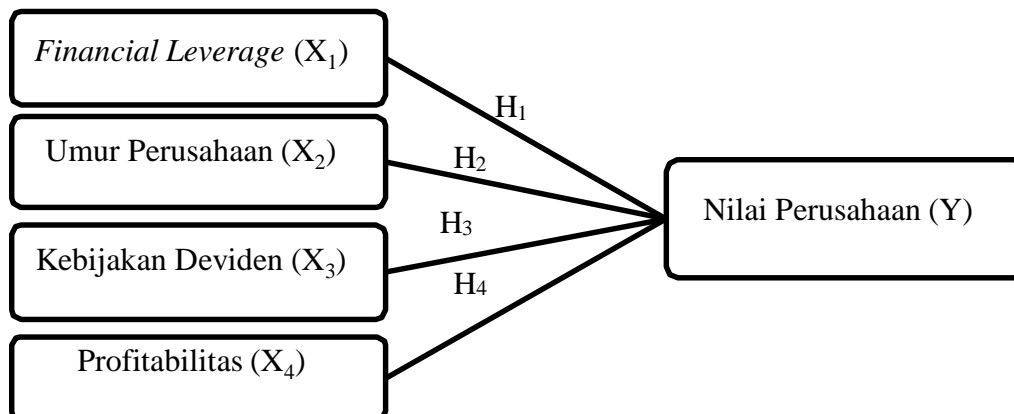 Financial Leverage (X₁)
H₁
Umur Perusahaan (X₂)
H₂
Nilai Perusahaan (Y)
H₃
Kebijakan Deviden (X₃)
H₄
Profitabilitas (X₄)